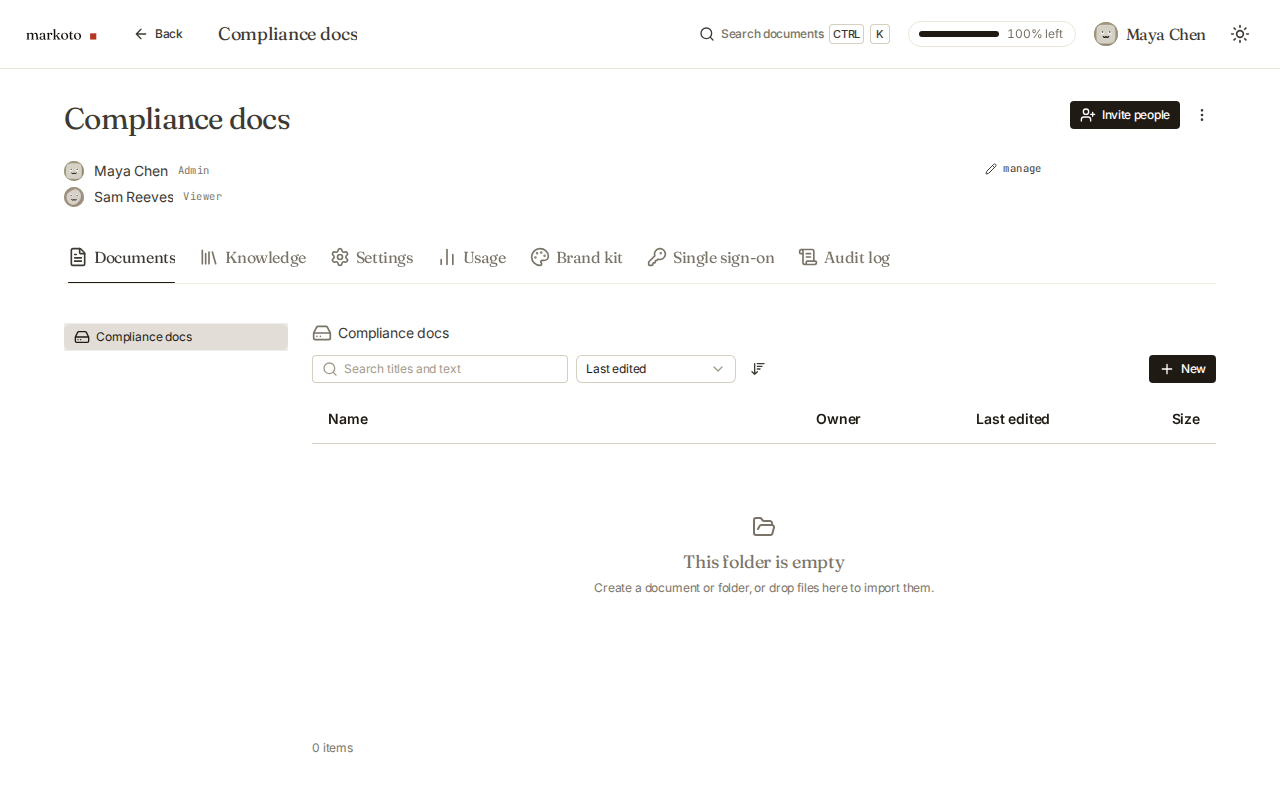 markoto
Back
Compliance docs
Search documents CTRL K
100% left
Maya Chen
Compliance docs
Invite people
Maya Chen Admin
manage
Sam Reeves Viewer
Documents Knowledge Settings Usage Brand kit Single sign-on Audit log
Compliance docs
Compliance docs
Search titles and text
Last edited
New
Name Owner Last edited Size
This folder is empty
Create a document or folder, or drop files here to import them.
0 items